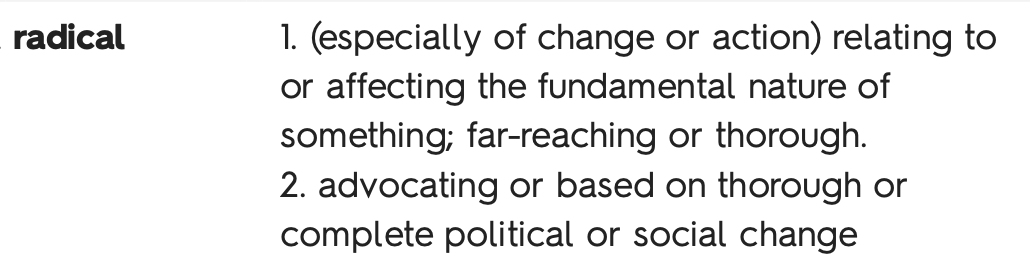 radical
1. (especially of change or action) relating to
or affecting the fundamental nature of
something; far-reaching or thorough.
2. advocating or based on thorough or
complete political or social change